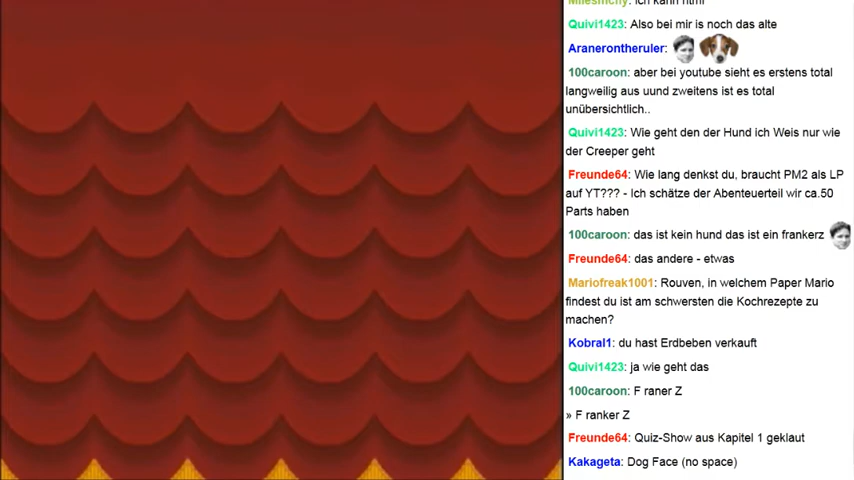 Milesmcfly: ich kann html
Quivi1423: Also bei mir is noch das alte
Araneronetheruler:
100caroon: aber bei youtube sieht es erstens total
langweilig aus uund zweitens ist es total
unübersichtlich..
Quivi1423: Wie geht den der Hund ich Weis nur wie
der Creeper geht
Freunde64: Wie lang denkst du, braucht PM2 als LP
auf YT??? - Ich schätze der Abenteuerteil wir ca.50
Parts haben
100caroon: das ist kein hund das ist ein frankerz
Freunde64: das andere - etwas
Mariofreak1001: Rouven, in welchem Paper Mario
findest du ist am schwersten die Kochrezepte zu
machen?
Kobral1: du hast Erdbeben verkauft
Quivi1423: ja wie geht das
100caroon: F raner Z
» F ranker Z
Freunde64: Quiz-Show aus Kapitel 1 geklaut
Kakageta: Dog Face (no space)